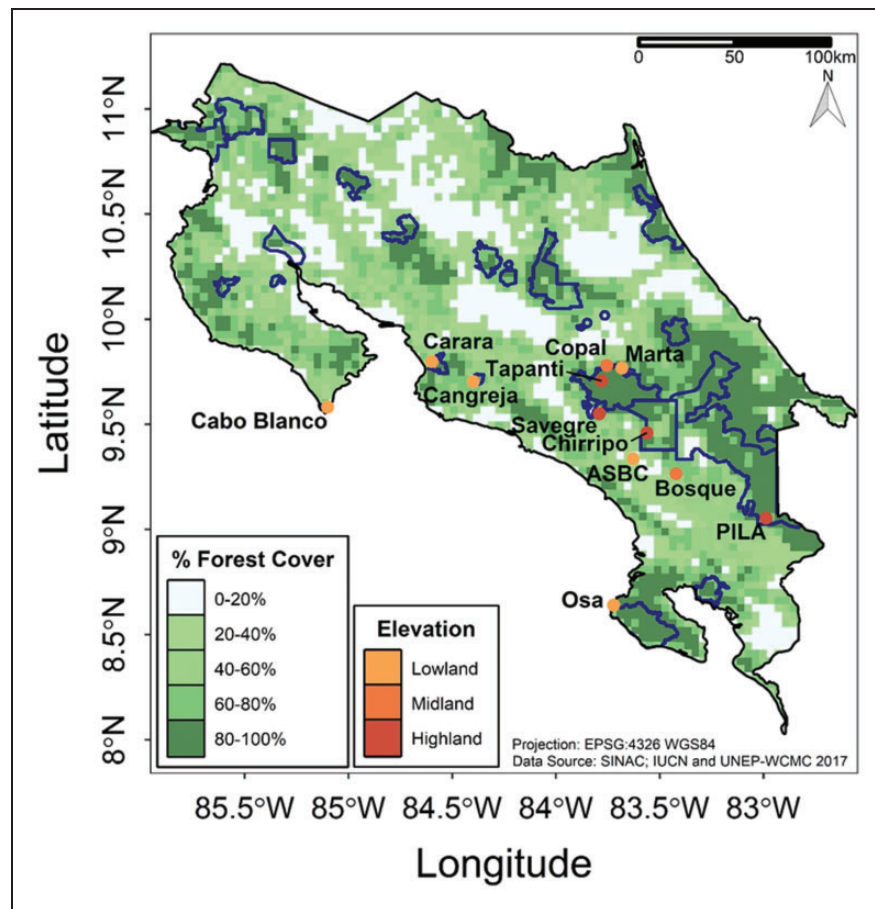 0 50 100km
N
11°N
10.5°N
10°N
9.5°N
9°N
8.5°N
8°N
Latitude
Carara
Copal
Marta
Tapanti
Cangreja
Cabo Blanco
Savegre
Chirripo
ASBC
Bosque
PILA
Osa
% Forest Cover
0-20%
20-40%
40-60%
60-80%
80-100%
Elevation
Lowland
Midland
Highland
Projection: EPSG:4326 WGS84
Data Source: SINAC; IUCN and UNEP-WCMC 2017
85.5°W 85°W 84.5°W 84°W 83.5°W 83°W
Longitude